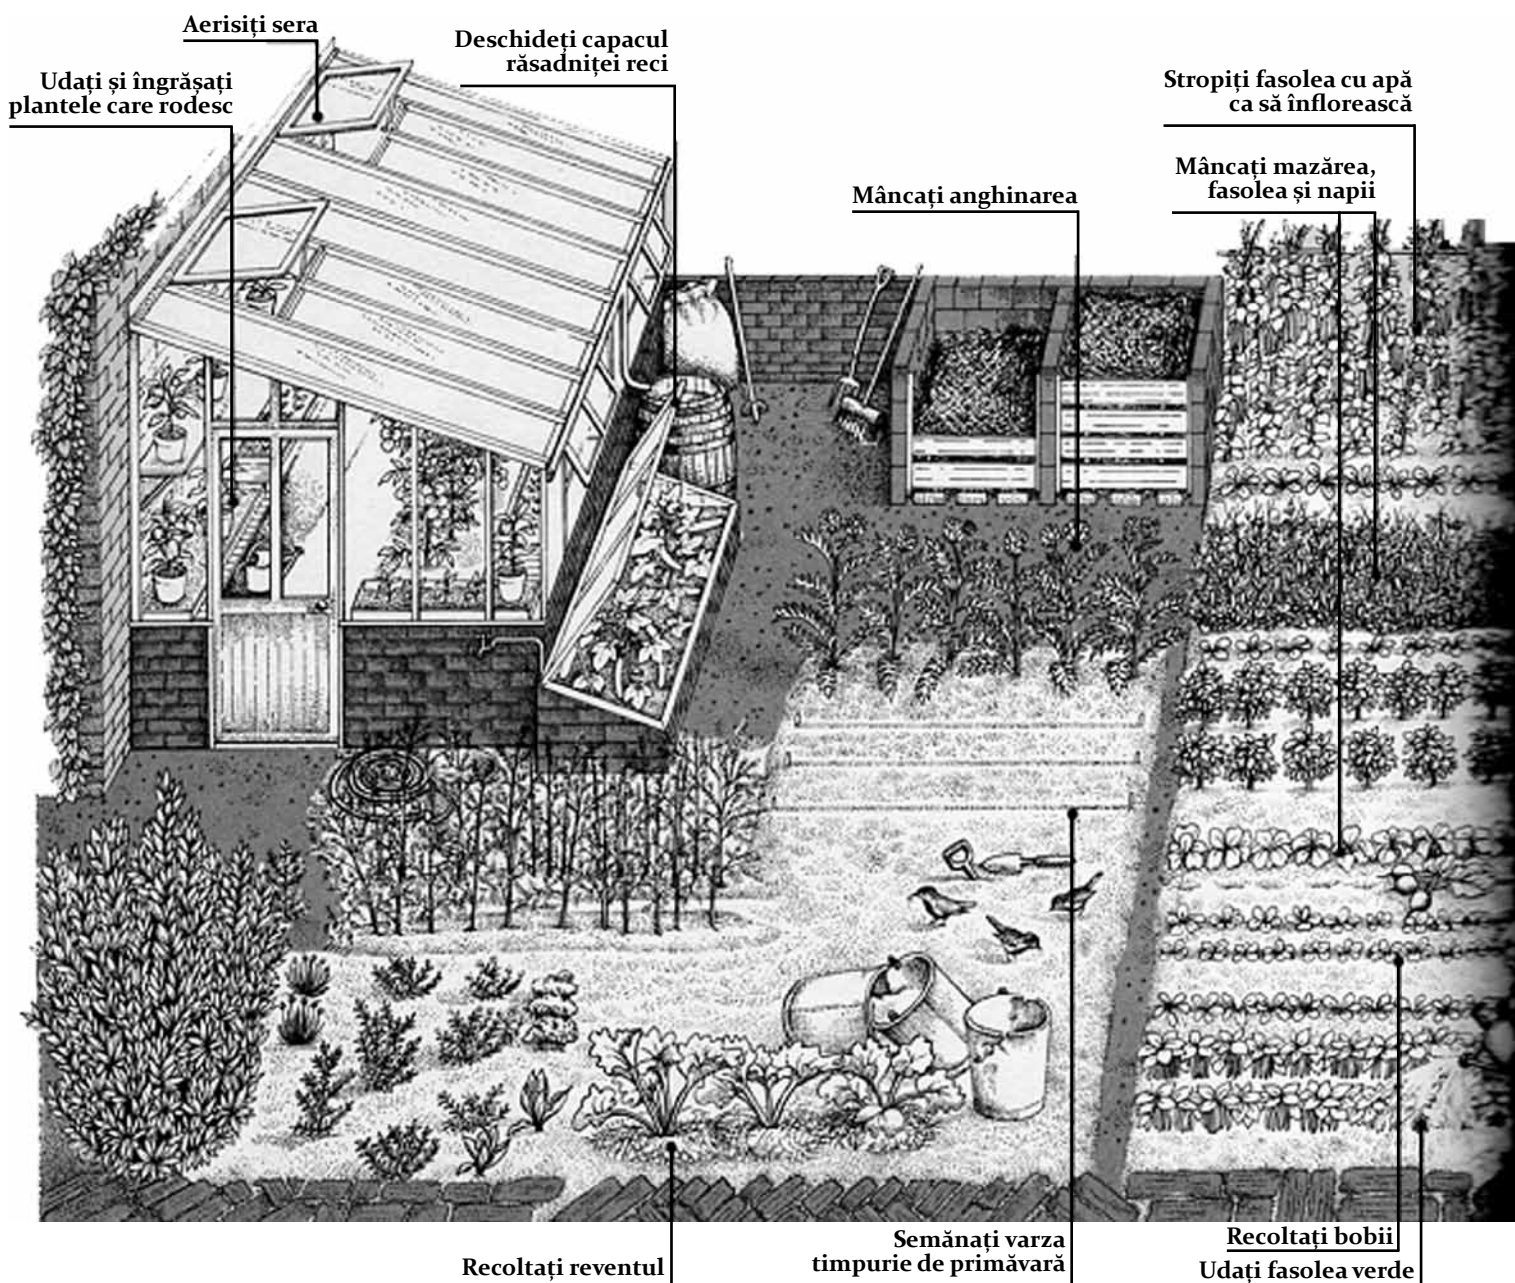 Aerisiți sera
Deschideți capacul
răsadniței reci
Udați și îngrășați
plantele care rodesc
Stropiți fasolea cu apă
ca să înflorească
Mâncați mazărea,
fasolea și napii
Mâncați anghinarea
Recoltați reventul
Semănați varza
timpurie de primăvară
Recoltați bobii
Udați fasolea verde